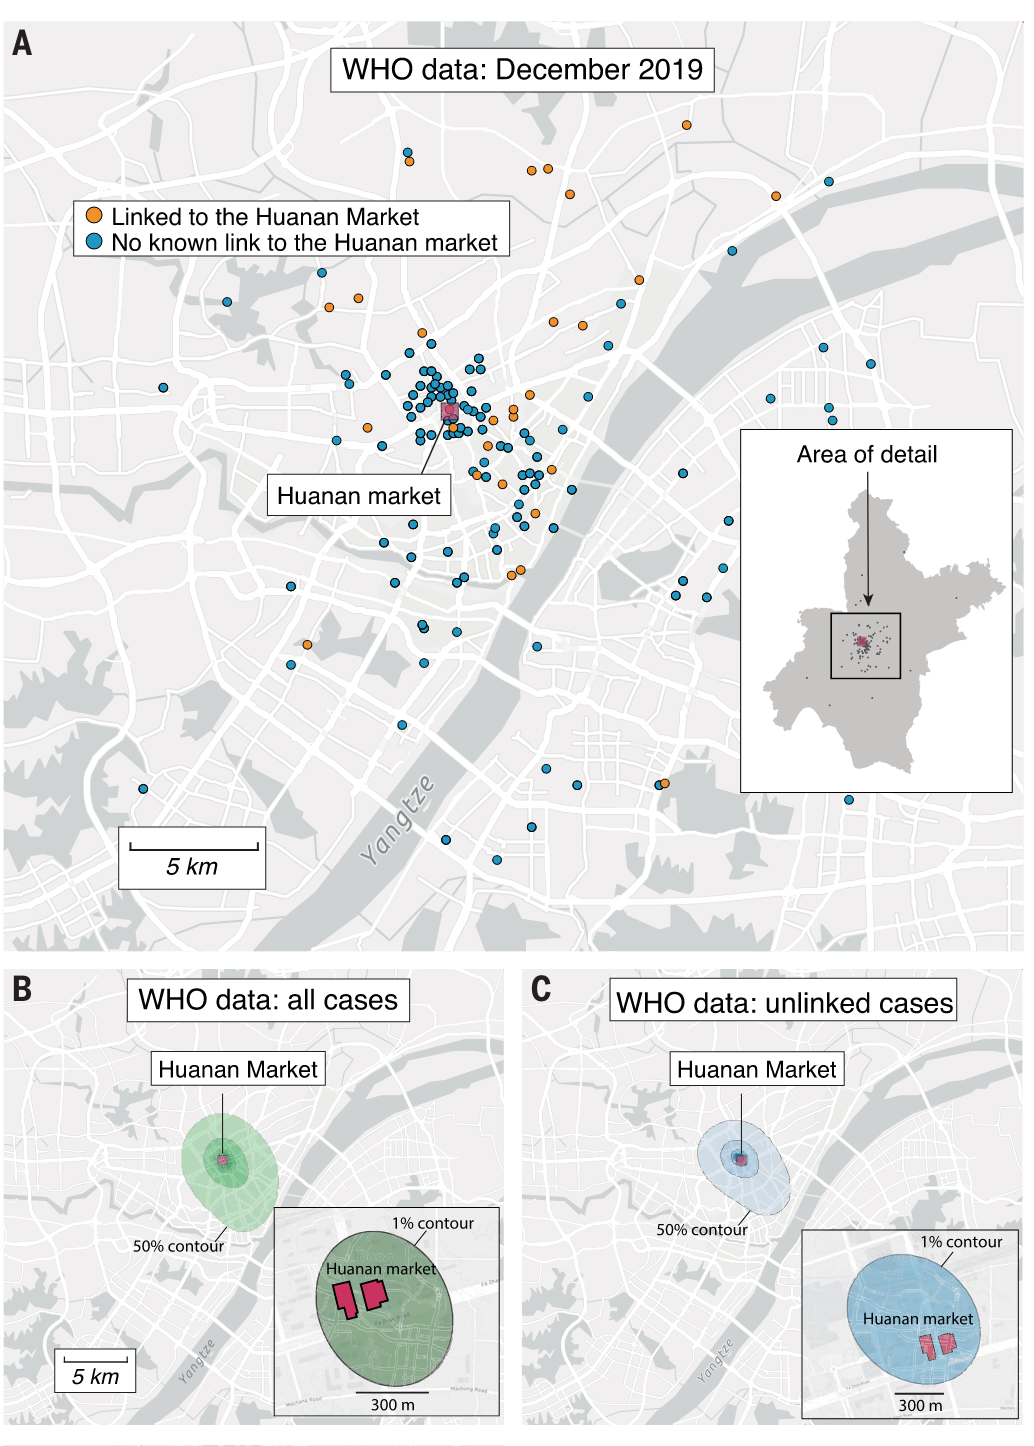 A
WHO data: December 2019
Linked to the Huanan Market
No known link to the Huanan market
Huanan market
Area of detail
Yangtze
5 km
B
WHO data: all cases
Huanan Market
50% contour
1% contour
Huanan market
300 m
5 km
Yangtze
C
WHO data: unlinked cases
Huanan Market
50% contour
1% contour
Huanan market
300 m
Yangtze